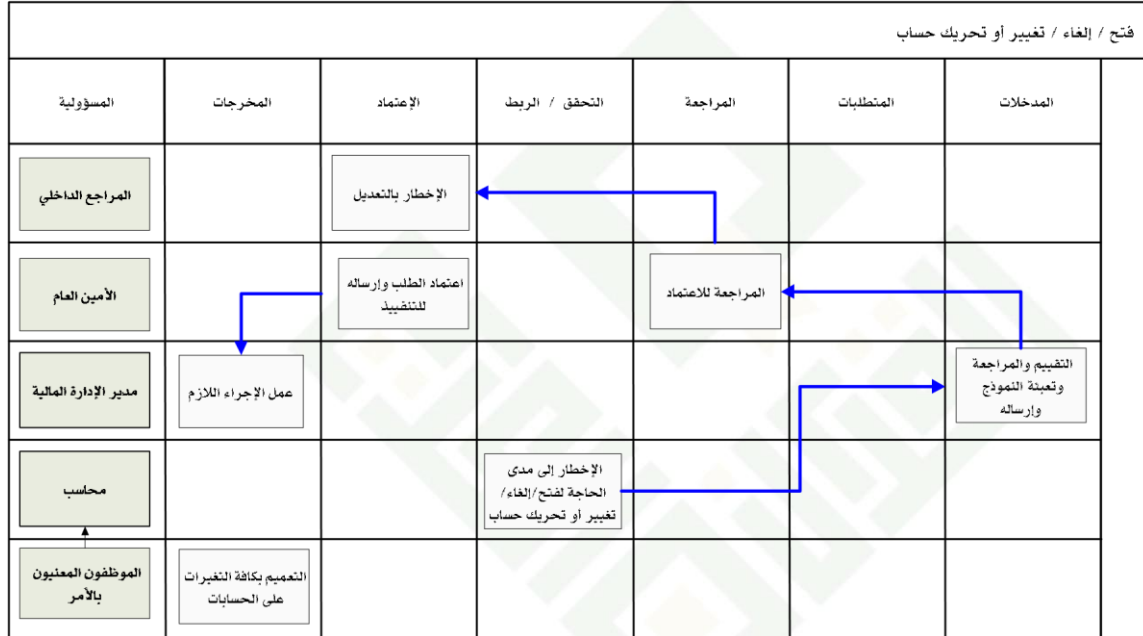 فتح / إلغاء / تغيير أو تحريك حساب
المدخلات
المتطلبات
المراجعة
التحقق / الربط
الإعتماد
المخرجات
المسؤولية
الإخطار بالتعديل
المراجع الداخلي
المراجعة للاعتماد
اعتماد الطلب وإرساله
للتنفييذ
الأمين العام
التقييم والمراجعة
وتعبئة النموذج
وإرساله
عمل الإجراء اللازم
مدير الإدارة المالية
الإخطار إلى مدى
الحاجة لفتح/إلغاء/
تغيير أو تحريك حساب
محاسب
التعميم بكافة التغيرات
على الحسابات
الموظفون المعنيون
بالأمر